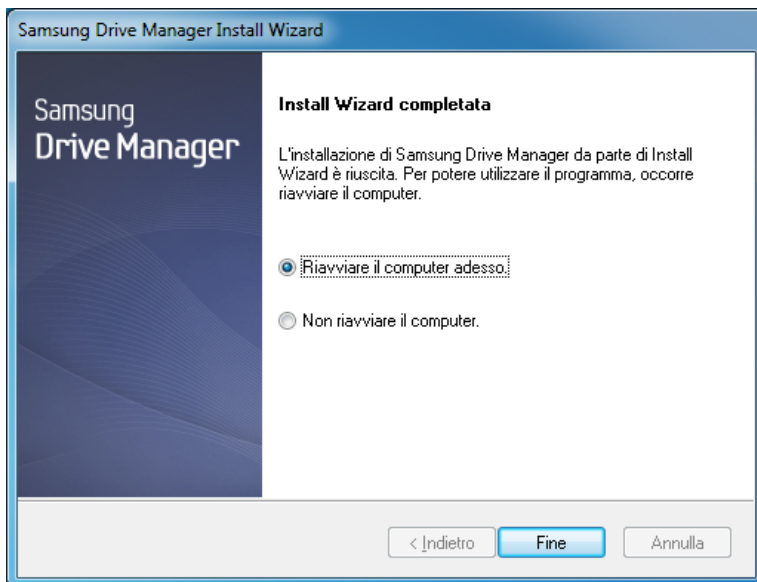 Samsung Drive Manager Install Wizard
Samsung
Drive Manager
Install Wizard completata
L'installazione di Samsung Drive Manager da parte di Install
Wizard è riuscita. Per potere utilizzare il programma, occorre
riavviare il computer.
Riavviare il computer adesso.
Non riavviare il computer.
< Indietro
Fine
Annulla